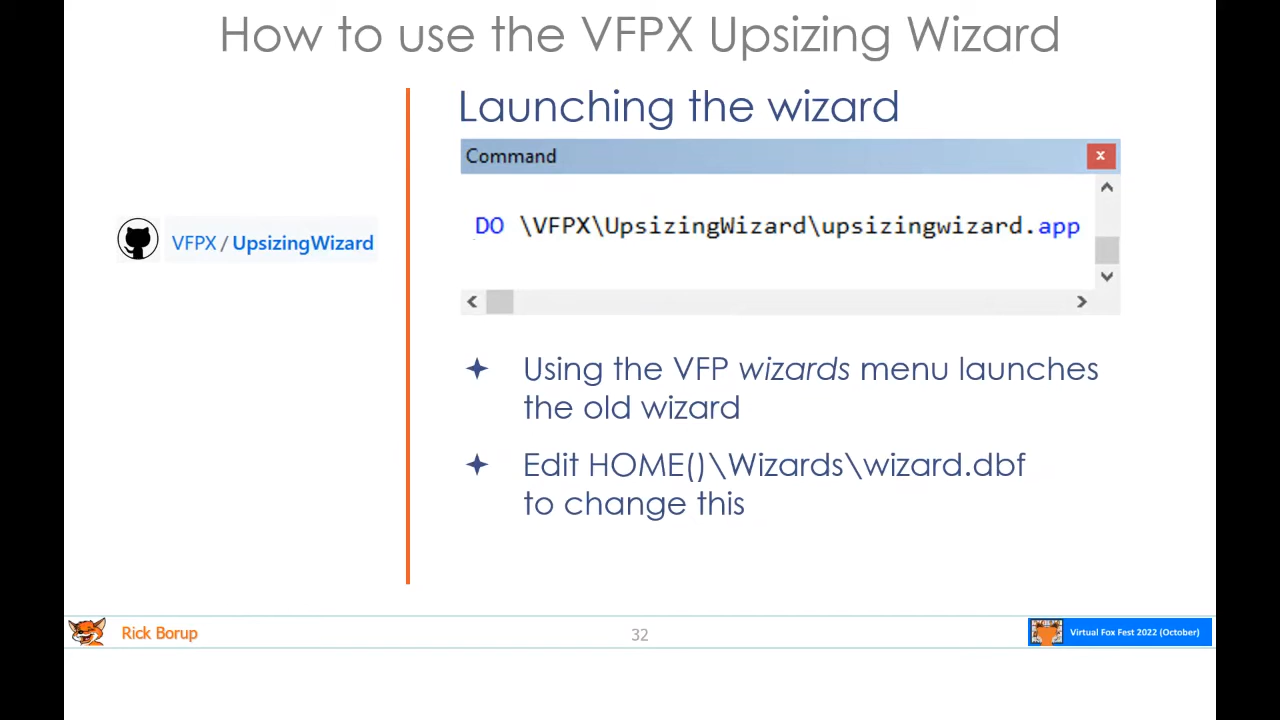 How to use the VFPX Upsizing Wizard
Launching the wizard
Command
x
DO \VFPX\UpsizingWizard\upsizingwizard.app
VFPX / UpsizingWizard
Using the VFP wizards menu launches
the old wizard
Edit HOME()\Wizards\wizard.dbf
to change this
Rick Borup
32
Virtual Fox Fest 2022 (October)